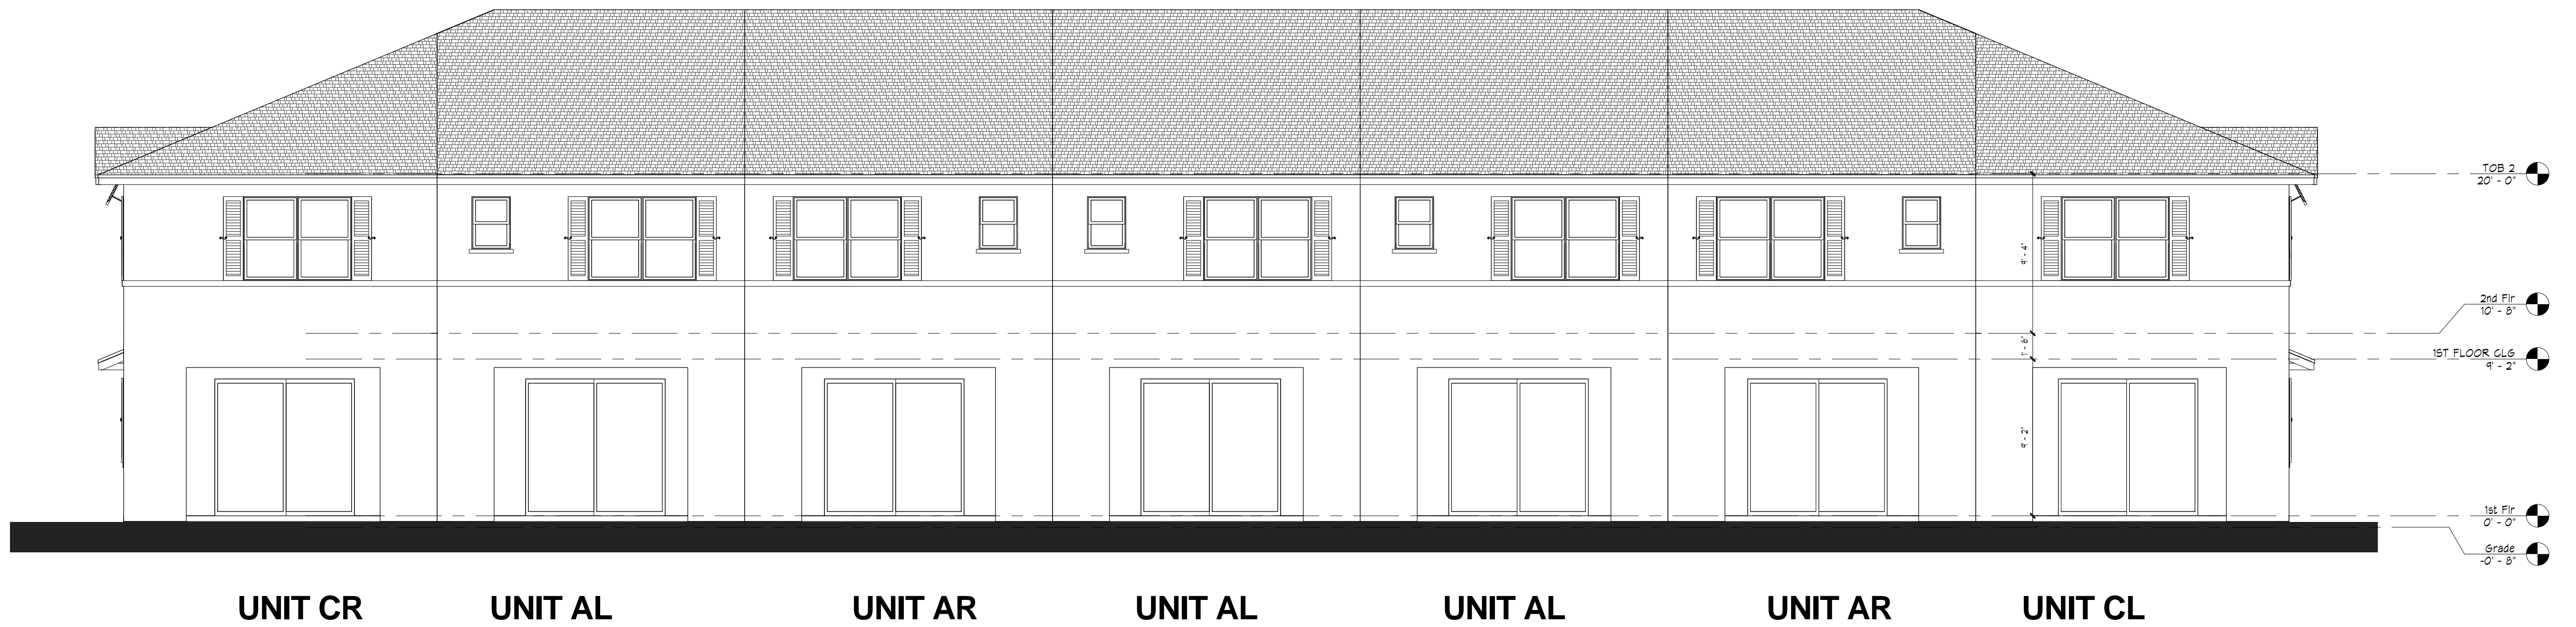 TOB 2
20' - 0"
9' - 4"
2nd Flr
10' - 8"
1' - 6"
1ST FLOOR CLG
9' - 2"
9' - 2"
1st Flr
0' - 0"
Grade
-0' - 8"
UNIT CR UNIT AL UNIT AR UNIT AL UNIT AL UNIT AR UNIT CL